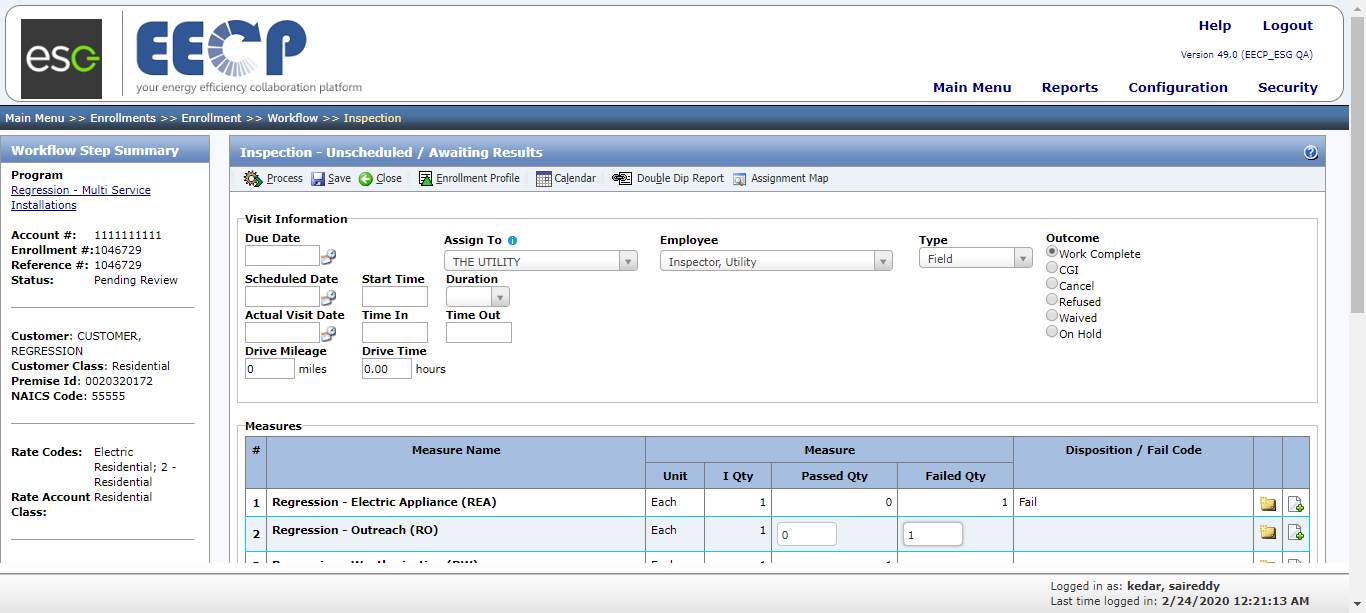 esc
EECP
your energy efficiency collaboration platform
Help Logout
Version 49.0 (EECP_ESG QA)
Main Menu Reports Configuration Security
Main Menu >> Enrollments >> Enrollment >> Workflow >> Inspection
Workflow Step Summary
Program
Regression - Multi Service
Installations
Account #: 1111111111
Enrollment #:1046729
Reference #: 1046729
Status: Pending Review
Customer: CUSTOMER,
REGRESSION
Customer Class: Residential
Premise Id: 0020320172
NAICS Code: 55555
Rate Codes: Electric
Residential; 2 -
Residential
Rate Account Residential
Class:
Inspection - Unscheduled / Awaiting Results
Process Save Close Enrollment Profile Calendar Double Dip Report Assignment Map
Visit Information
Due Date Assign To Employee Type Outcome
THE UTILITY Inspector, Utility Field Work Complete
CGI
Cancel
Refused
Waived
On Hold
Scheduled Date Start Time Duration
Actual Visit Date Time In Time Out
Drive Mileage Drive Time
0 miles 0.00 hours
Measures
# Measure Name Measure Disposition / Fail Code
Unit I Qty Passed Qty Failed Qty
1 Regression - Electric Appliance (REA) Each 1 0 1 Fail
2 Regression - Outreach (RO) Each 1 0 1
Logged in as: kedar, saireddy
Last time logged in: 2/24/2020 12:21:13 AM